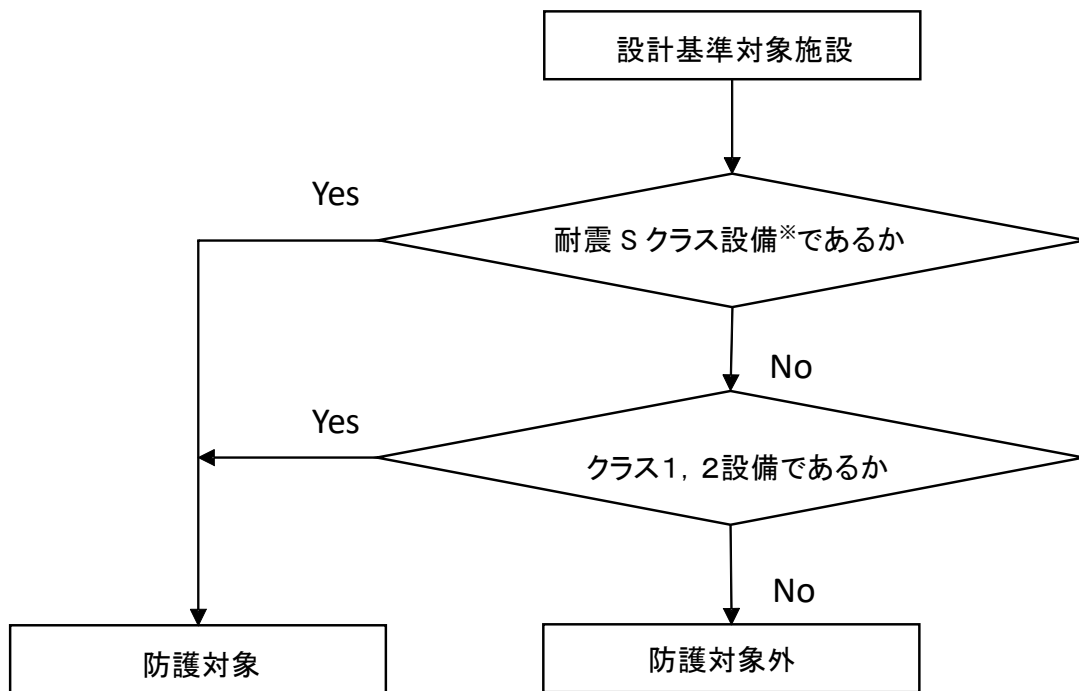 設計基準対象施設
Yes
耐震 S クラス設備※であるか
No
Yes
クラス１，２設備であるか
No
防護対象
防護対象外